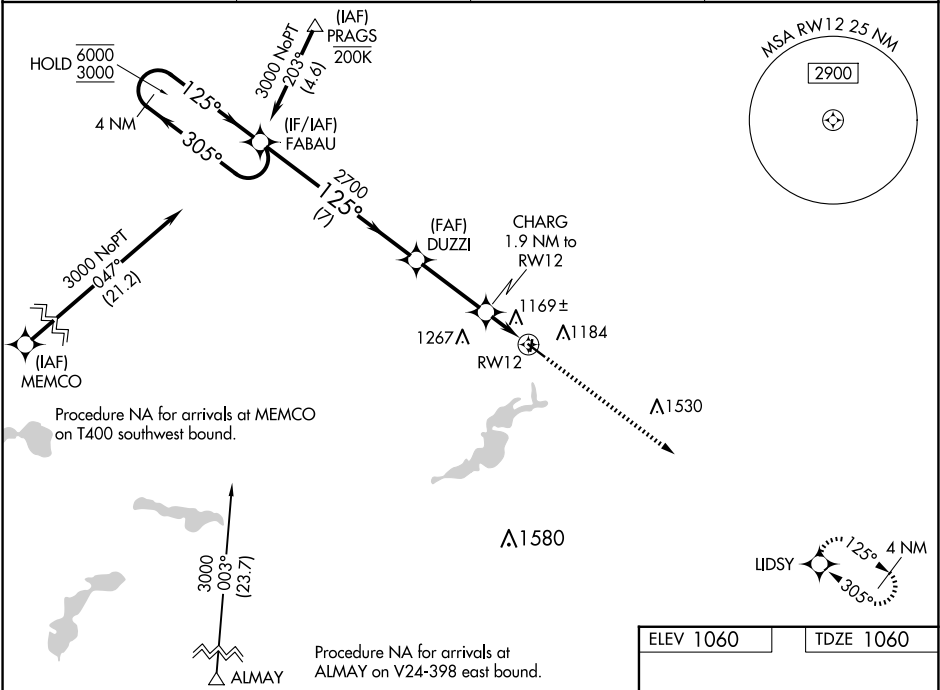 (IAF)
PRAGS
200K
3000 NoPT
203°
(4.6)
HOLD 6000
3000
4 NM
125°
305°
(IF/IAF)
FABAU
MSA RW12 25 NM
2900
2700
125°
(7)
(FAF)
DUZZI
CHARG
1.9 NM to
RW12
3000 NoPT
047°
(21.2)
(IAF)
MEMCO
1169±
1267
1184
RW12
1530
Procedure NA for arrivals at MEMCO
on T400 southwest bound.
1580
3000
003°
(23.7)
ALMAY
LIDSY
125°
305°
4 NM
Procedure NA for arrivals at
ALMAY on V24-398 east bound.
ELEV 1060
TDZE 1060